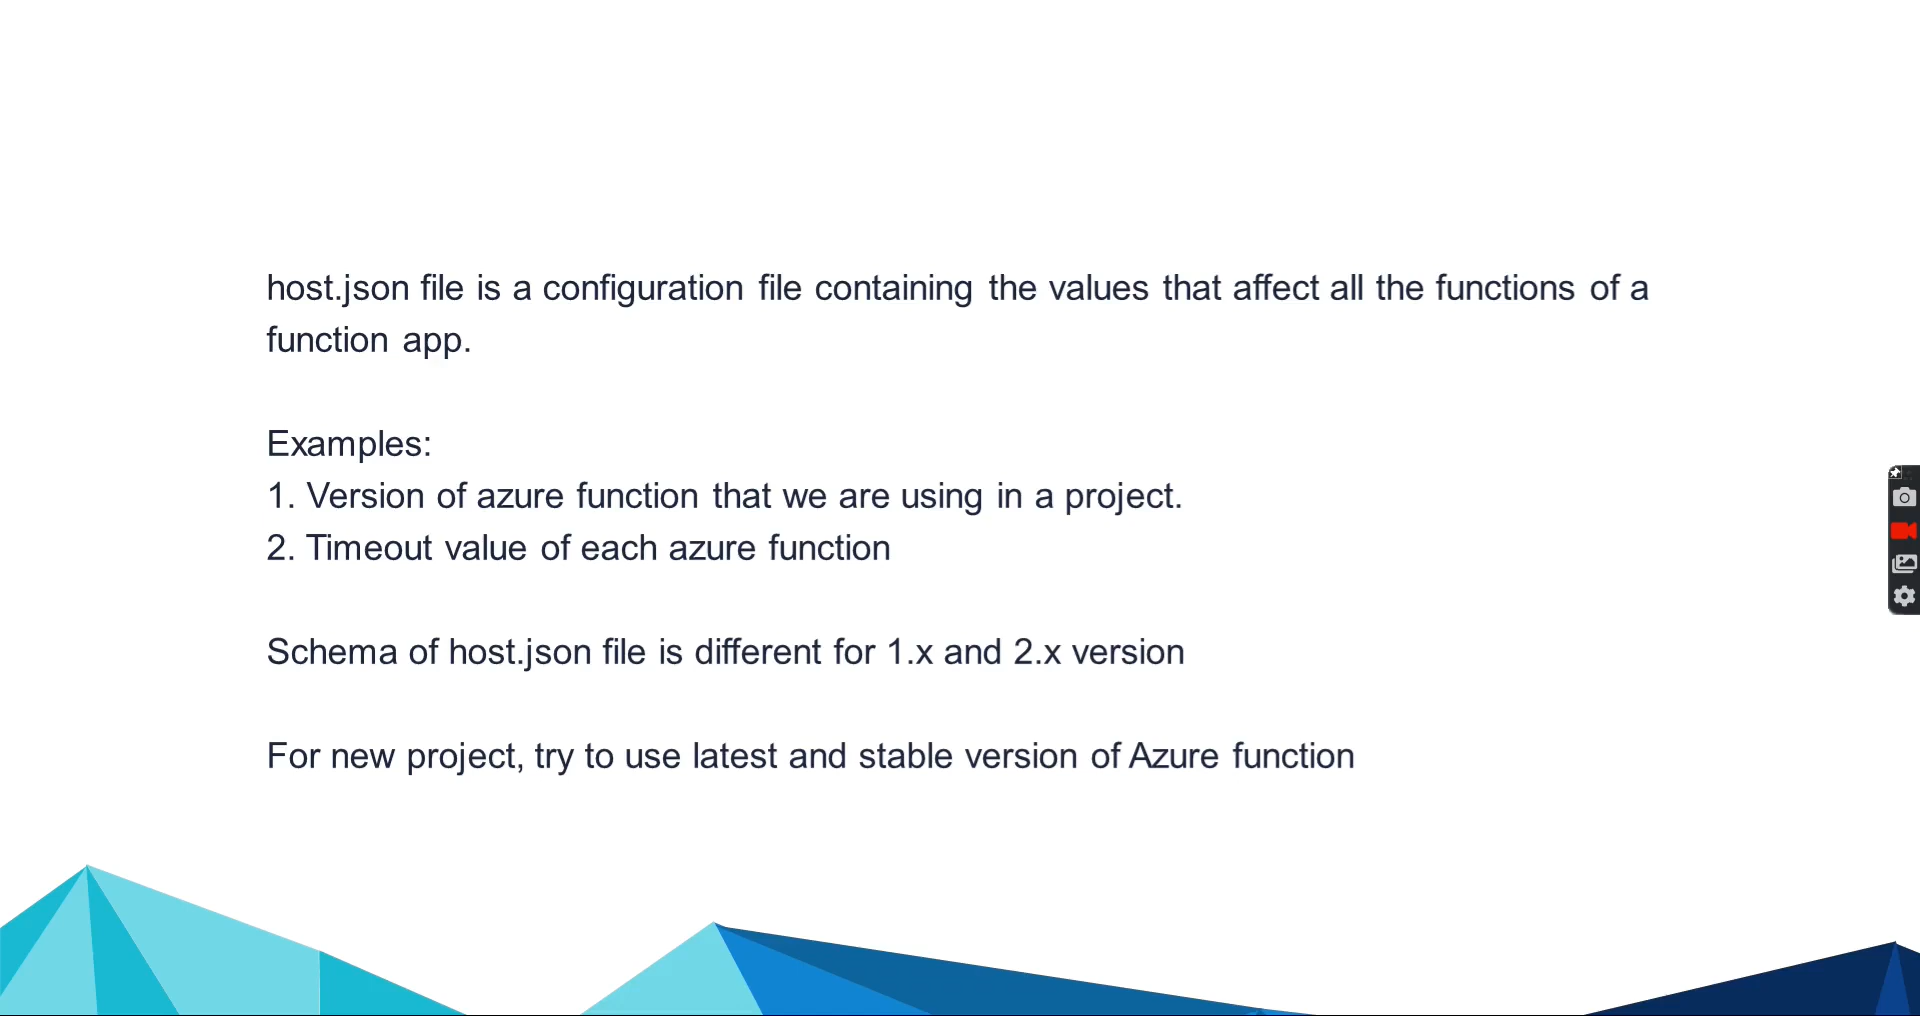 host.json file is a configuration file containing the values that affect all the functions of a
function app.
Examples:
1. Version of azure function that we are using in a project.
2. Timeout value of each azure function
Schema of host.json file is different for 1.x and 2.x version
For new project, try to use latest and stable version of Azure function